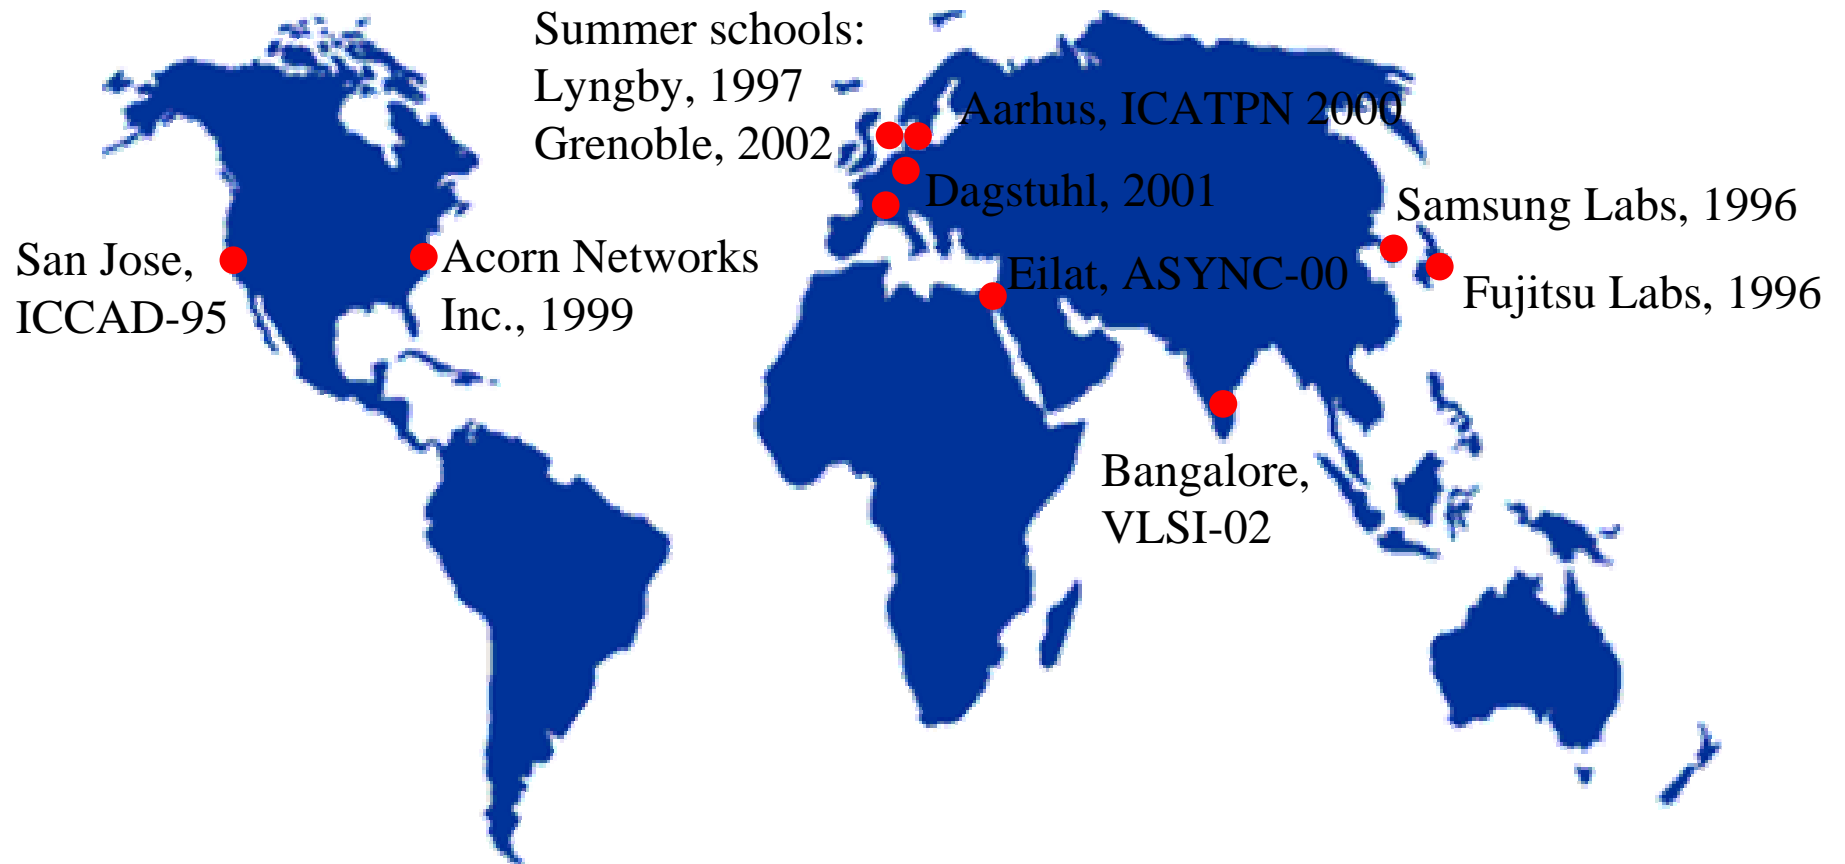 Summer schools:
Lyngby, 1997
Grenoble, 2002
Aarhus, ICATPN 2000
Dagstuhl, 2001
Samsung Labs, 1996
San Jose,
ICCAD-95
Acorn Networks
Inc., 1999
Eilat, ASYNC-00
Fujitsu Labs, 1996
Bangalore,
VLSI-02